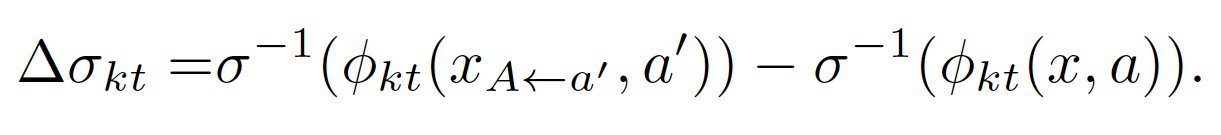 Δσ_{kt} = σ^{-1}(ϕ_{kt}(x_{A←a′}, a′)) − σ^{-1}(ϕ_{kt}(x, a)).